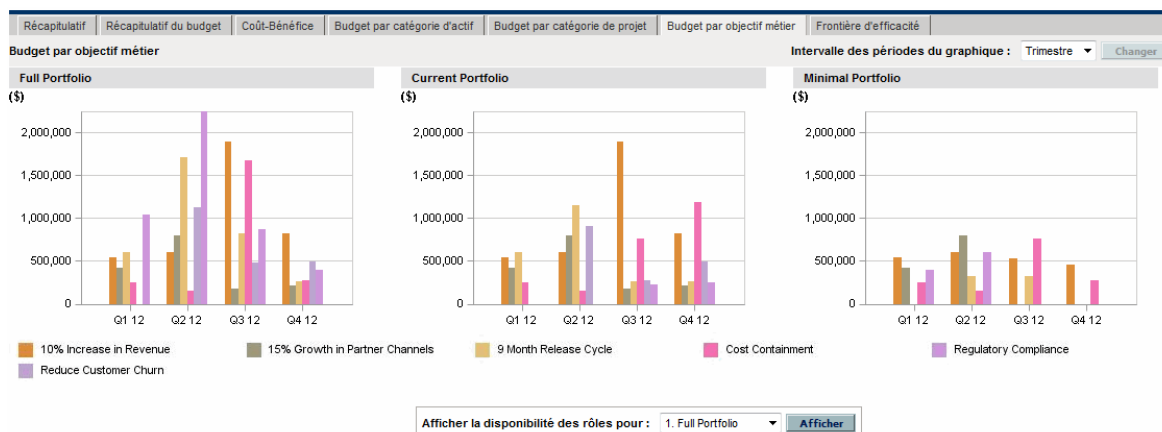 Récapitulatif Récapitulatif du budget Coût-Bénéfice Budget par catégorie d'actif Budget par catégorie de projet Budget par objectif métier Frontière d'efficacité
Budget par objectif métier Intervalle des périodes du graphique : Trimestre Changer
Full Portfolio Current Portfolio Minimal Portfolio
($) ($) ($)
2,000,000 2,000,000 2,000,000
1,500,000 1,500,000 1,500,000
1,000,000 1,000,000 1,000,000
500,000 500,000 500,000
0 0 0
Q1 12 Q2 12 Q3 12 Q4 12 Q1 12 Q2 12 Q3 12 Q4 12 Q1 12 Q2 12 Q3 12 Q4 12
10% Increase in Revenue 15% Growth in Partner Channels 9 Month Release Cycle Cost Containment Regulatory Compliance
Reduce Customer Churn
Afficher la disponibilité des rôles pour : 1. Full Portfolio Afficher